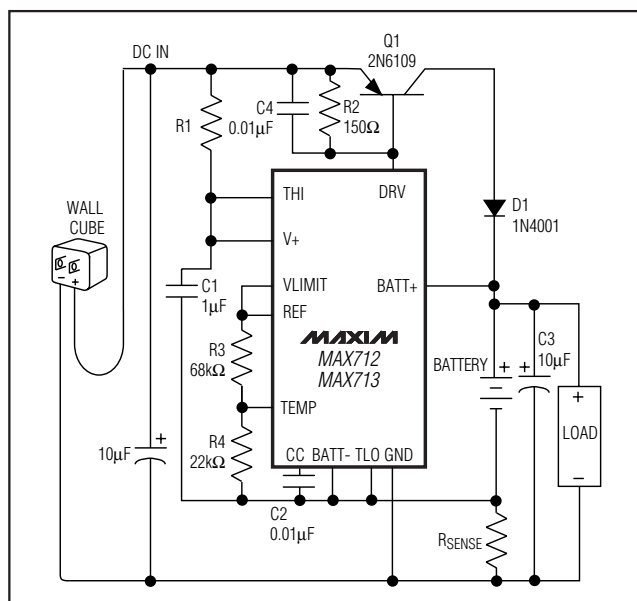 Q1
2N6109
DC IN
C4
0.01µF
R2
150Ω
R1
THI
DRV
D1
1N4001
WALL
CUBE
V+
C1
1µF
VLIMIT
BATT+
REF
MAXIM
MAX712
MAX713
R3
68kΩ
C3
10µF
BATTERY
+
+
TEMP
+
LOAD
−
R4
22kΩ
10µF
+
CC BATT- TLO GND
C2
0.01µF
RSENSE
− +